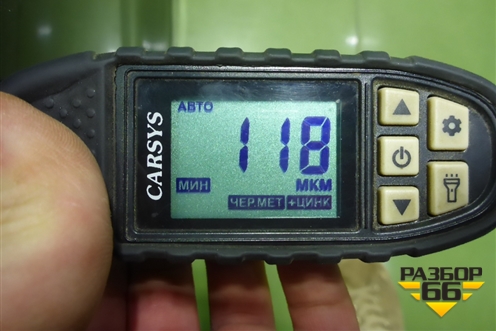 CARSYS
АВТО
118
МИН
МКМ
ЧЕР.МЕТ +ЦИНК
РАЗБОР
66